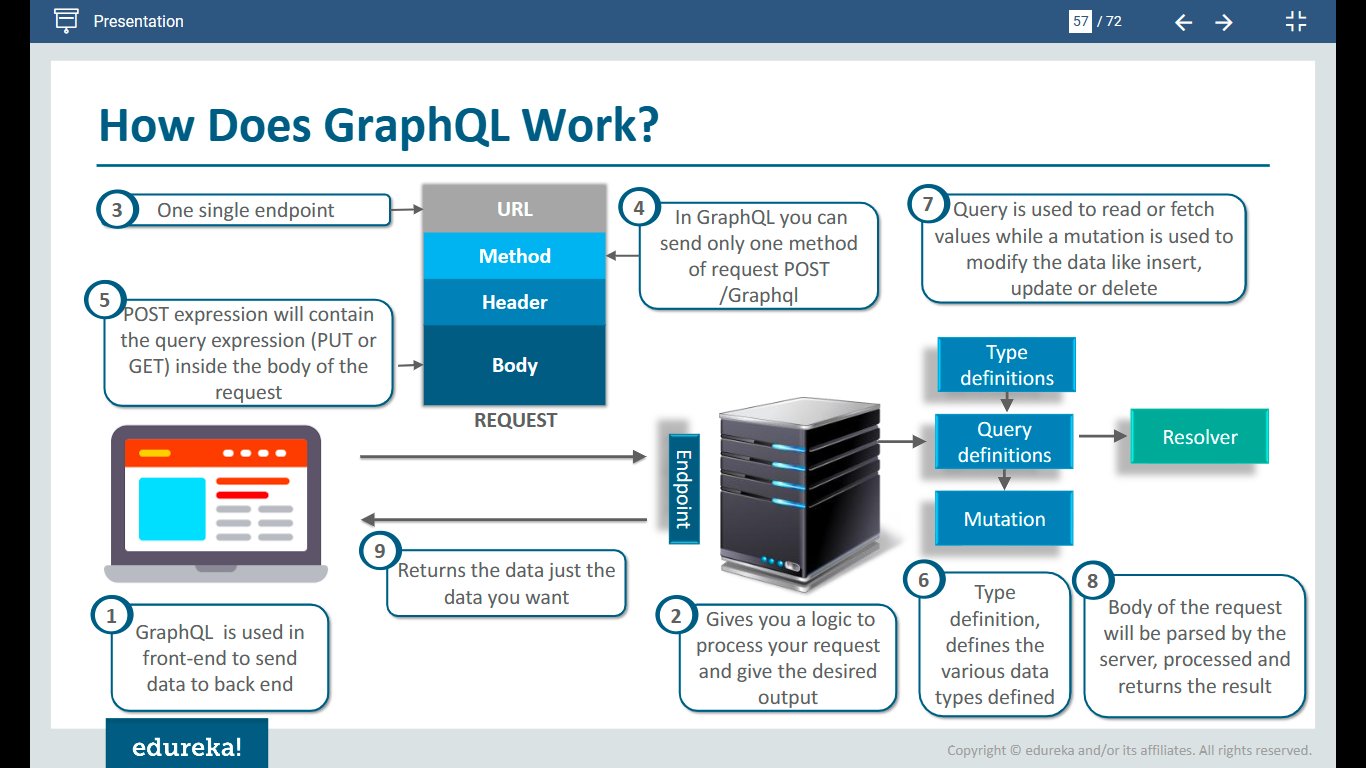 Presentation
57 / 72
How Does GraphQL Work?
3
One single endpoint
URL
Method
Header
Body
REQUEST
4
In GraphQL you can
send only one method
of request POST
/Graphql
7
Query is used to read or fetch
values while a mutation is used to
modify the data like insert,
update or delete
5
POST expression will contain
the query expression (PUT or
GET) inside the body of the
request
Type
definitions
Query
definitions
Mutation
Resolver
Endpoint
9
Returns the data just the
data you want
1
GraphQL is used in
front-end to send
data to back end
2
Gives you a logic to
process your request
and give the desired
output
6
Type
definition,
defines the
various data
types defined
8
Body of the request
will be parsed by the
server, processed and
returns the result
edureka!
Copyright © edureka and/or its affiliates. All rights reserved.